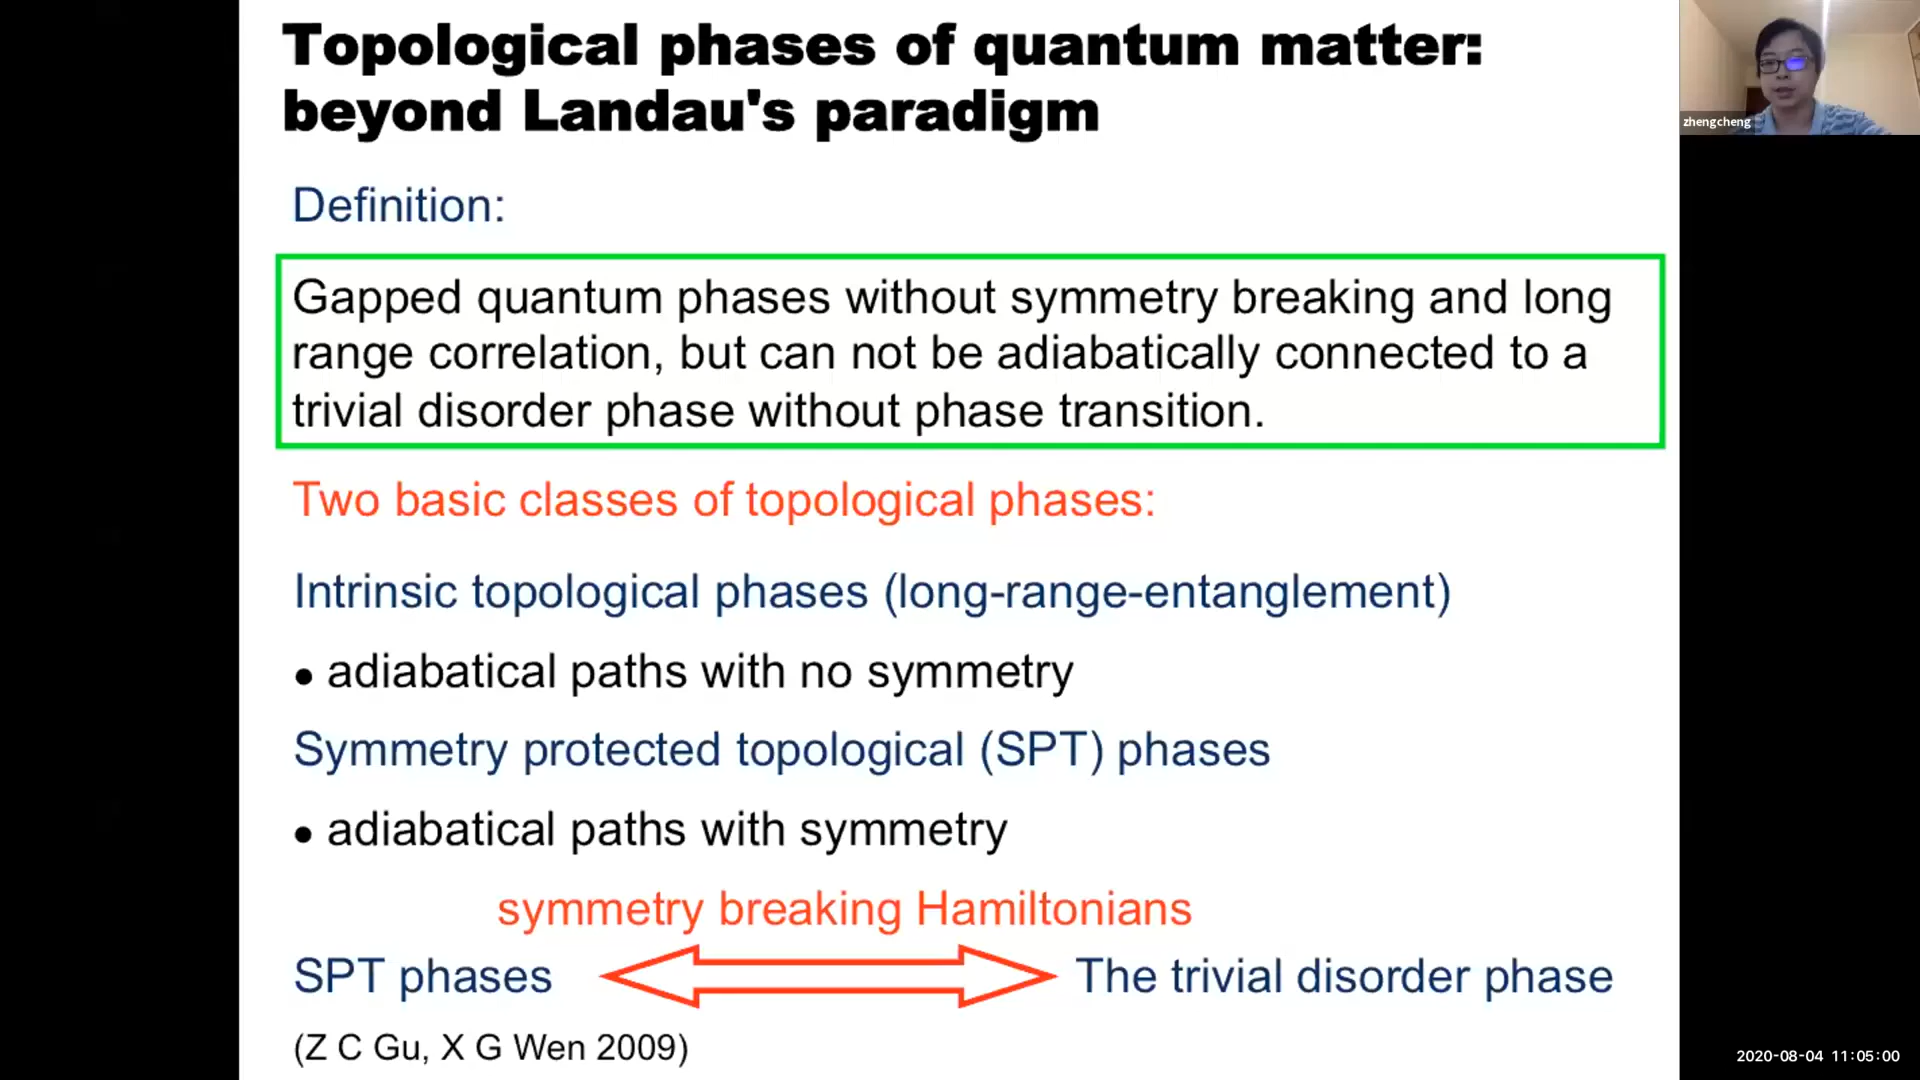 Topological phases of quantum matter:
beyond Landau's paradigm
zhengcheng
Definition:
Gapped quantum phases without symmetry breaking and long
range correlation, but can not be adiabatically connected to a
trivial disorder phase without phase transition.
Two basic classes of topological phases:
Intrinsic topological phases (long-range-entanglement)
• adiabatical paths with no symmetry
Symmetry protected topological (SPT) phases
• adiabatical paths with symmetry
symmetry breaking Hamiltonians
SPT phases The trivial disorder phase
(Z C Gu, X G Wen 2009)
2020-08-04 11:05:00